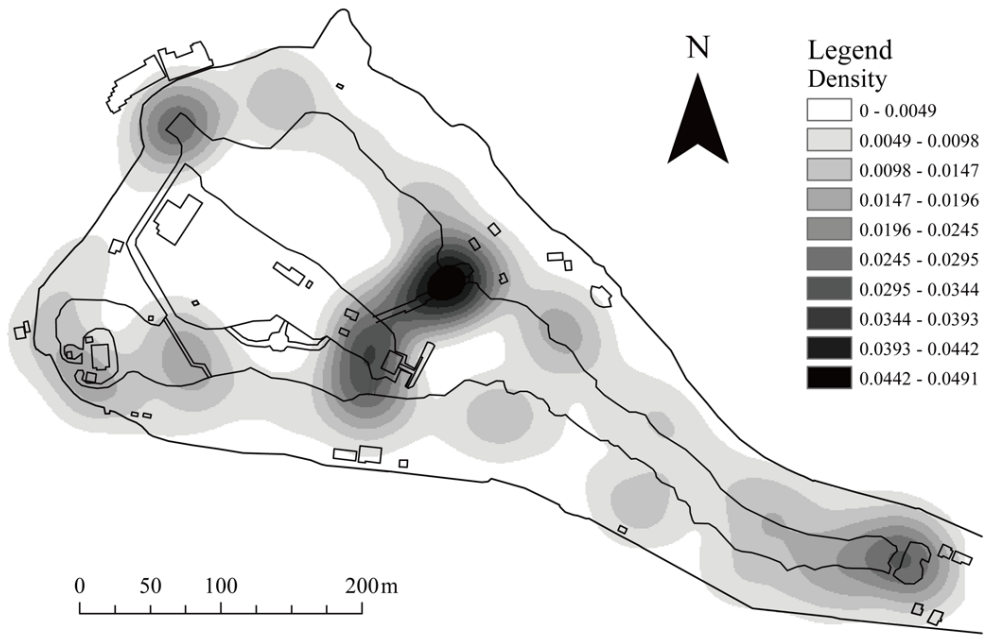 N
Legend
Density
0 - 0.0049
0.0049 - 0.0098
0.0098 - 0.0147
0.0147 - 0.0196
0.0196 - 0.0245
0.0245 - 0.0295
0.0295 - 0.0344
0.0344 - 0.0393
0.0393 - 0.0442
0.0442 - 0.0491
0 50 100 200m